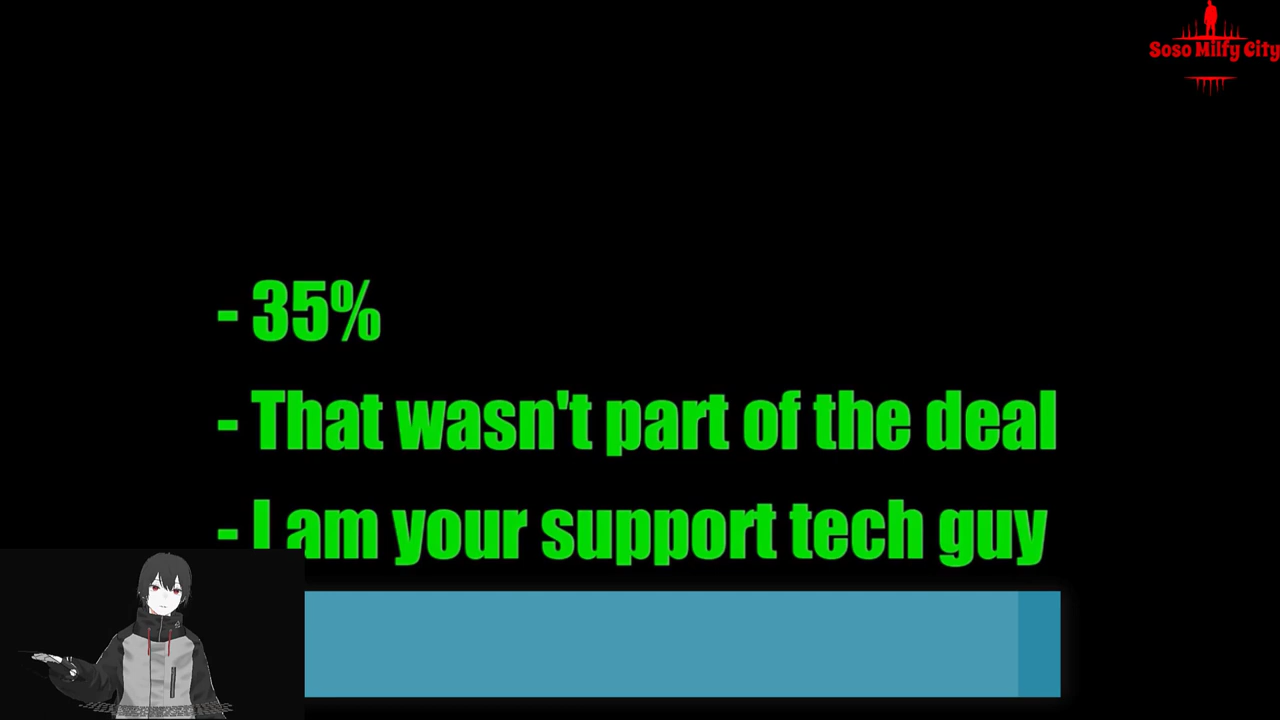 Soso Milfy City
- 35%
- That wasn't part of the deal
- I am your support tech guy